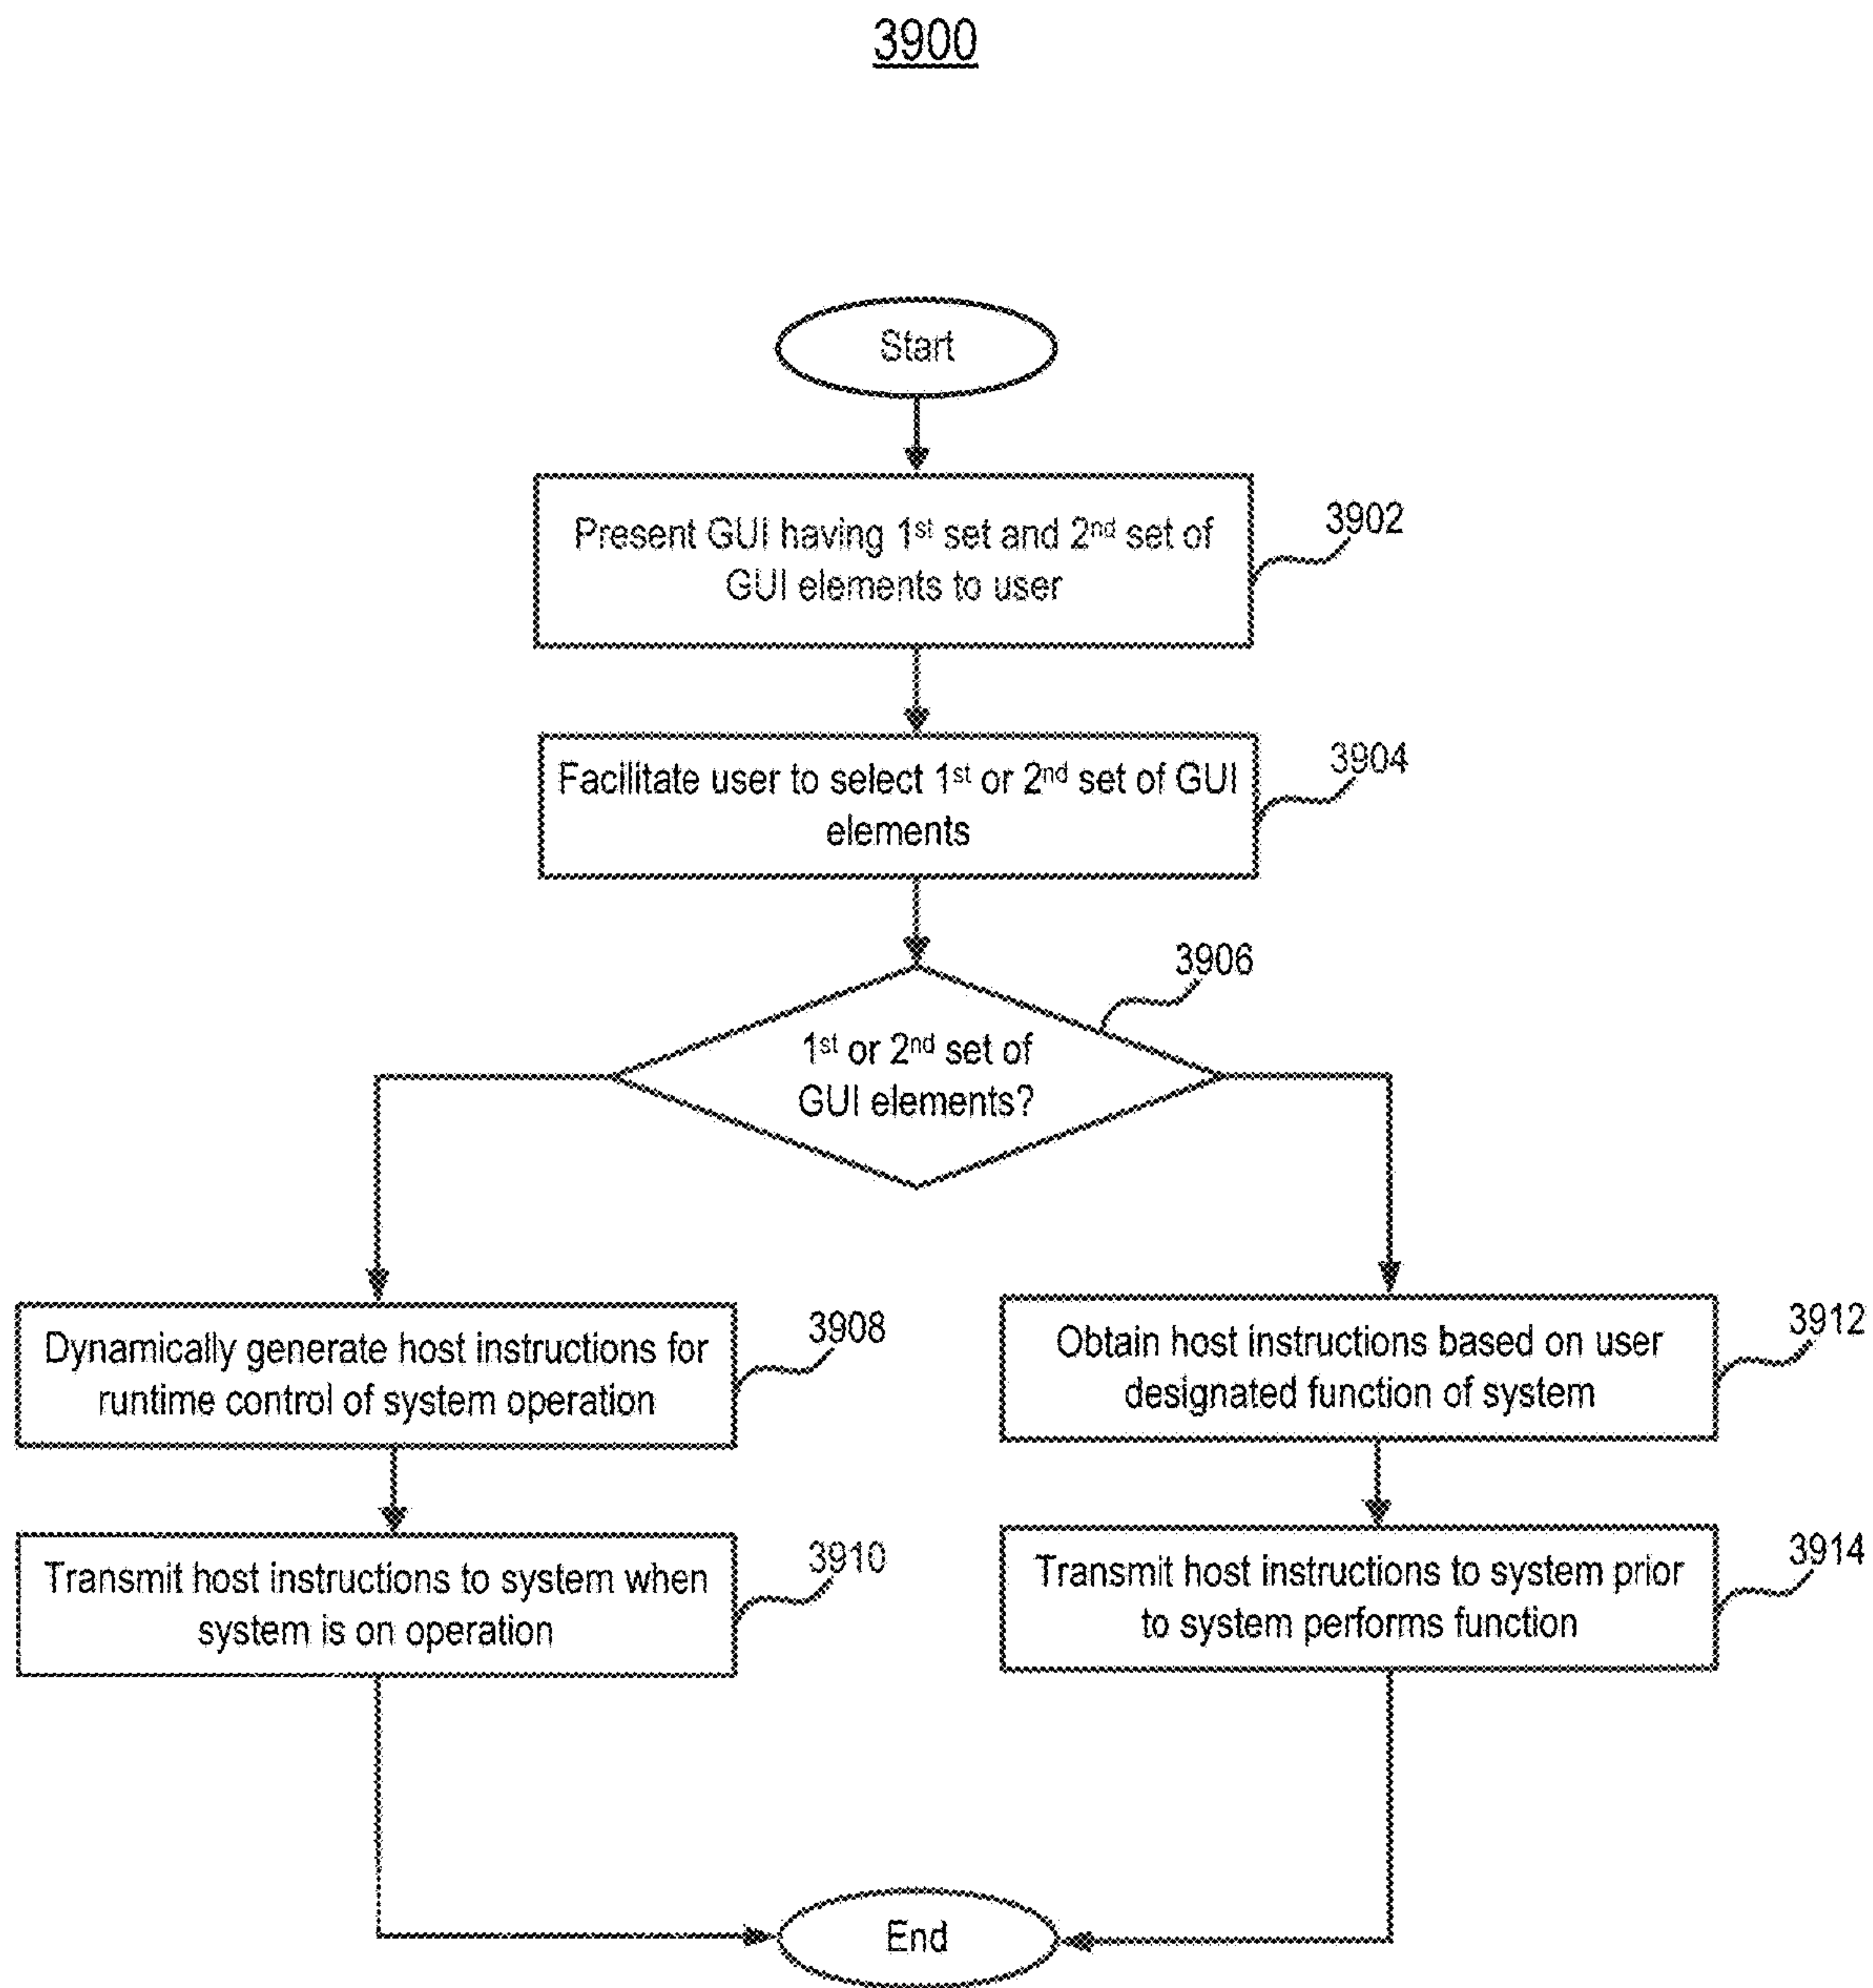 3900
Start
Present GUI having 1st set and 2nd set of
GUI elements to user
3902
Facilitate user to select 1st or 2nd set of GUI
elements
3904
1st or 2nd set of
GUI elements?
3906
Dynamically generate host instructions for
runtime control of system operation
3908
Transmit host instructions to system when
system is on operation
3910
Obtain host instructions based on user
designated function of system
3912
Transmit host instructions to system prior
to system performs function
3914
End